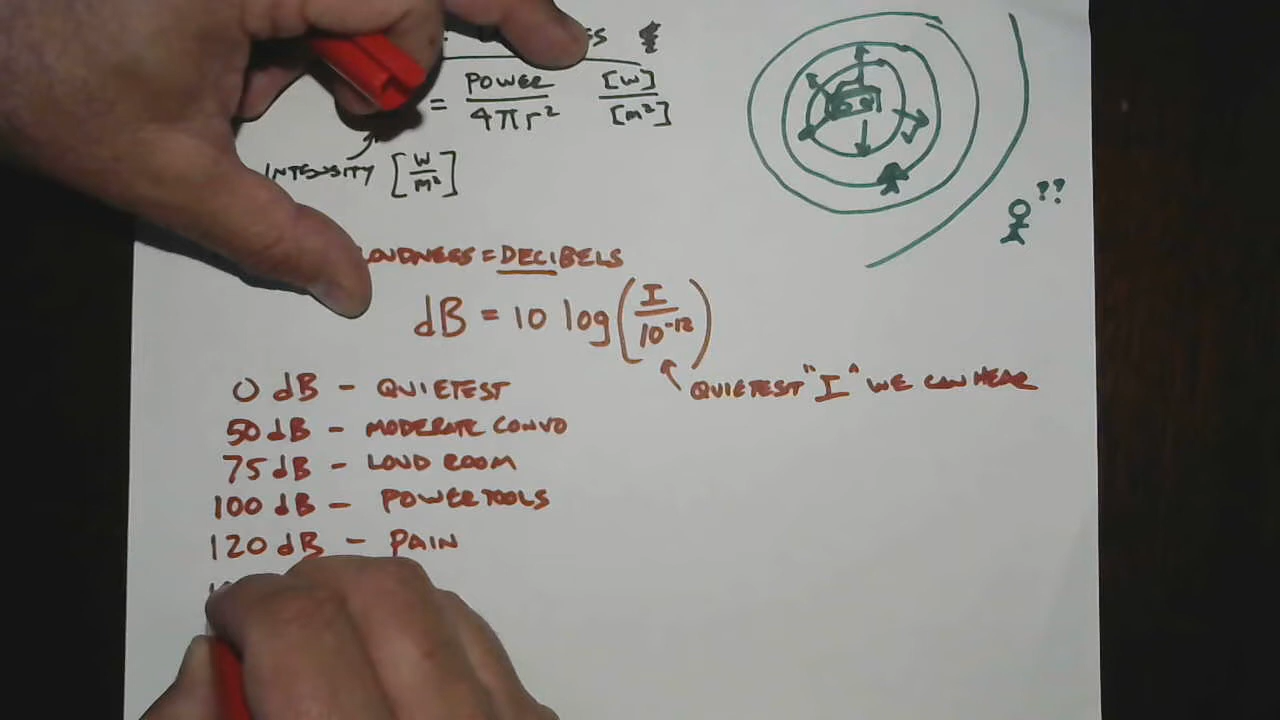 = POWER / 4πr² [W] / [m²]
INTENSITY [W/m²]
LOUDNESS = DECIBELS
dB = 10 log(I / 10⁻¹²)
QUIETEST "I" WE CAN HEAR
0 dB - QUIETEST
50 dB - MODERATE CONVO
75 dB - LOUD ROOM
100 dB - POWER TOOLS
120 dB - PAIN
??